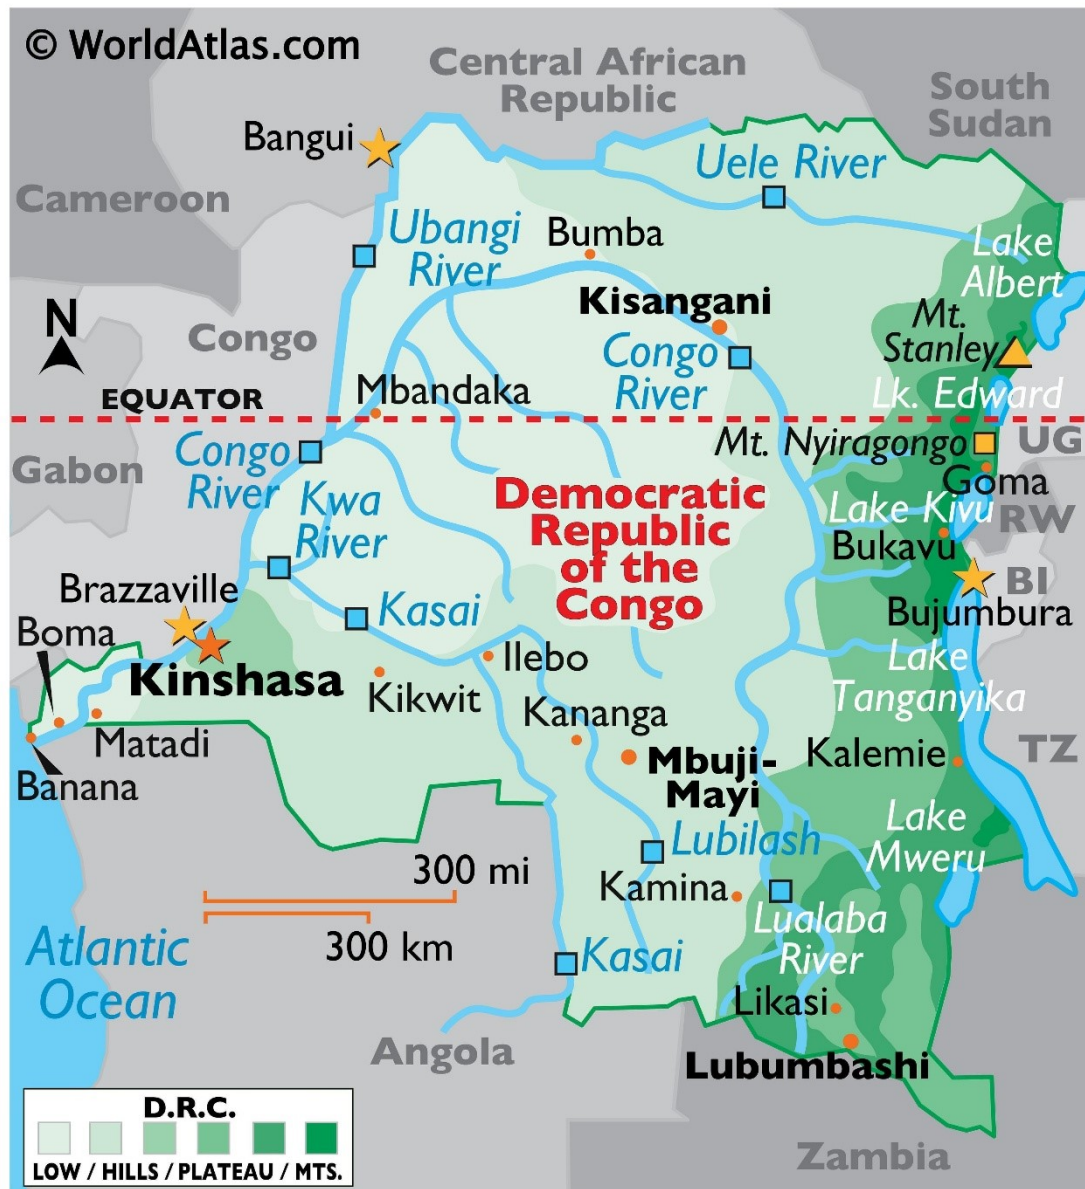 © WorldAtlas.com
Central African
Republic
South
Sudan
Bangui
Cameroon
Uele River
Ubangi
River
Bumba
Lake
Albert
Kisangani
N
Congo
Congo
River
Mt.
Stanley
EQUATOR
Mbandaka
Lk. Edward
Gabon
Congo
River
Mt. Nyiragongo
UG
Kwa
River
Democratic
Republic
of the
Congo
Goma
Lake Kivu
RW
Bukavu
Brazzaville
Kasai
BI
Bujumbura
Boma
Kinshasa
Ilebo
Lake
Tanganyika
Kikwit
Kananga
Matadi
Banana
Mbuji-
Mayi
Kalemie
TZ
Lubilash
Lake
Mweru
300 mi
Kamina
300 km
Lualaba
River
Atlantic
Ocean
Kasai
Likasi
Angola
Lubumbashi
D.R.C.
LOW / HILLS / PLATEAU / MTS.
Zambia